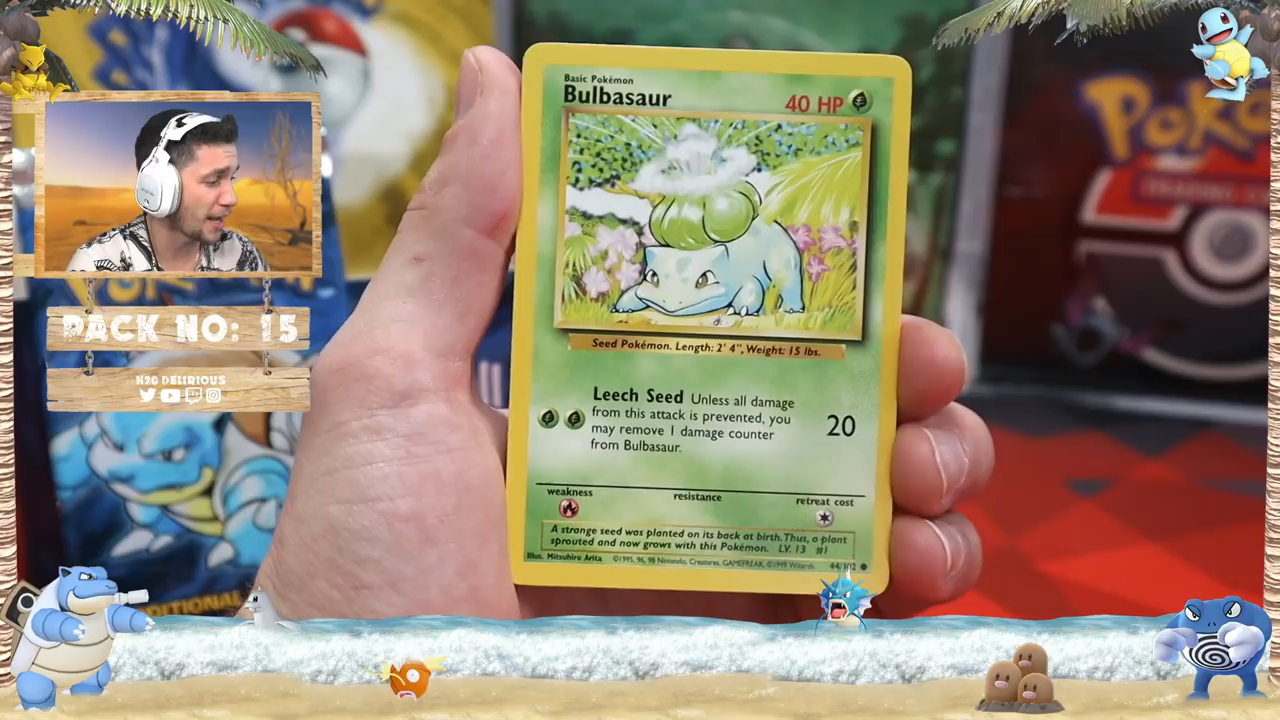 PACK NO: 15
H2O DELIRIOUS
Basic Pokémon
Bulbasaur
40 HP
Seed Pokémon. Length: 2' 4", Weight: 15 lbs.
Leech Seed Unless all damage
from this attack is prevented, you
may remove 1 damage counter
from Bulbasaur.
20
weakness
resistance
retreat cost
A strange seed was planted on its back at birth. Thus, a plant
sprouted and now grows with this Pokémon. LV. 13 #1
Illus. Mitsuhiro Arita ©1995, 96, 98 Nintendo, Creatures, GAMEFREAK. ©1999 Wizards. 44/102